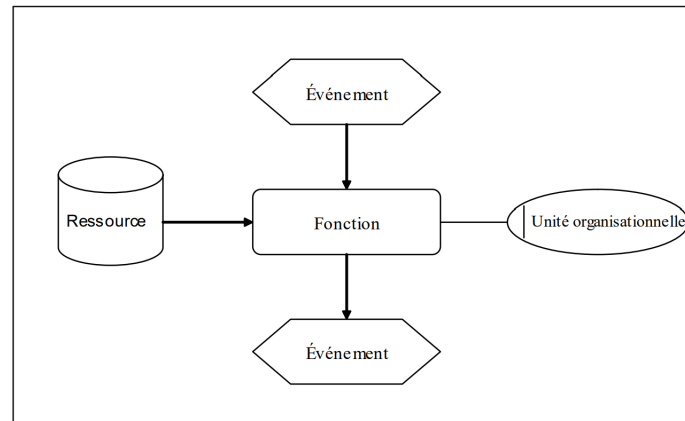 Événement
Ressource
Fonction
Unité organisationnelle
Événement